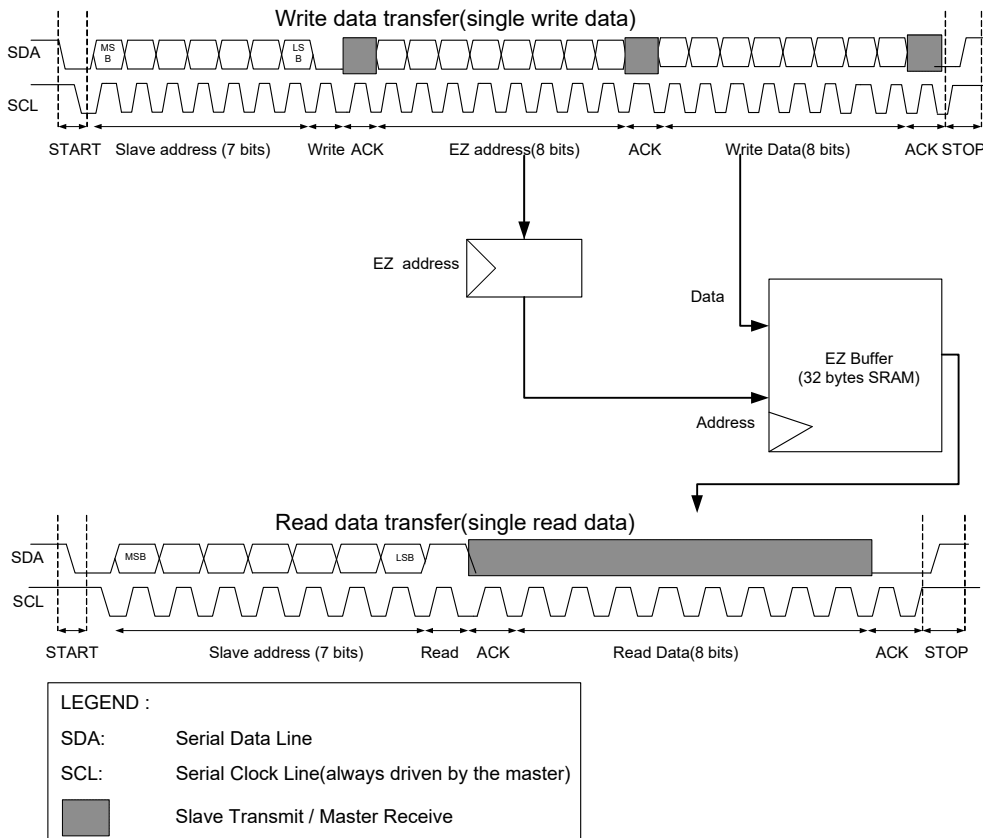 Write data transfer(single write data)
SDA
MS
B
LS
B
SCL
START Slave address (7 bits) Write ACK EZ address(8 bits) ACK Write Data(8 bits) ACK STOP
EZ address
Data
EZ Buffer
(32 bytes SRAM)
Address
Read data transfer(single read data)
SDA MSB LSB
SCL
START Slave address (7 bits) Read ACK Read Data(8 bits) ACK STOP
LEGEND :
SDA: Serial Data Line
SCL: Serial Clock Line(always driven by the master)
Slave Transmit / Master Receive